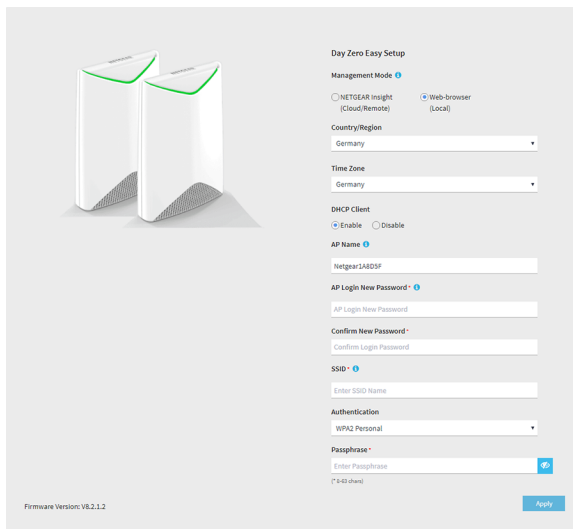 Day Zero Easy Setup
Management Mode
NETGEAR Insight
(Cloud/Remote)
Web-browser
(Local)
Country/Region
Germany
Time Zone
Germany
DHCP Client
Enable
Disable
AP Name
Netgear1A8D5F
AP Login New Password*
AP Login New Password
Confirm New Password*
Confirm Login Password
SSID*
Enter SSID Name
Authentication
WPA2 Personal
Passphrase*
Enter Passphrase
(* 8-63 chars)
Firmware Version: V8.2.1.2
Apply